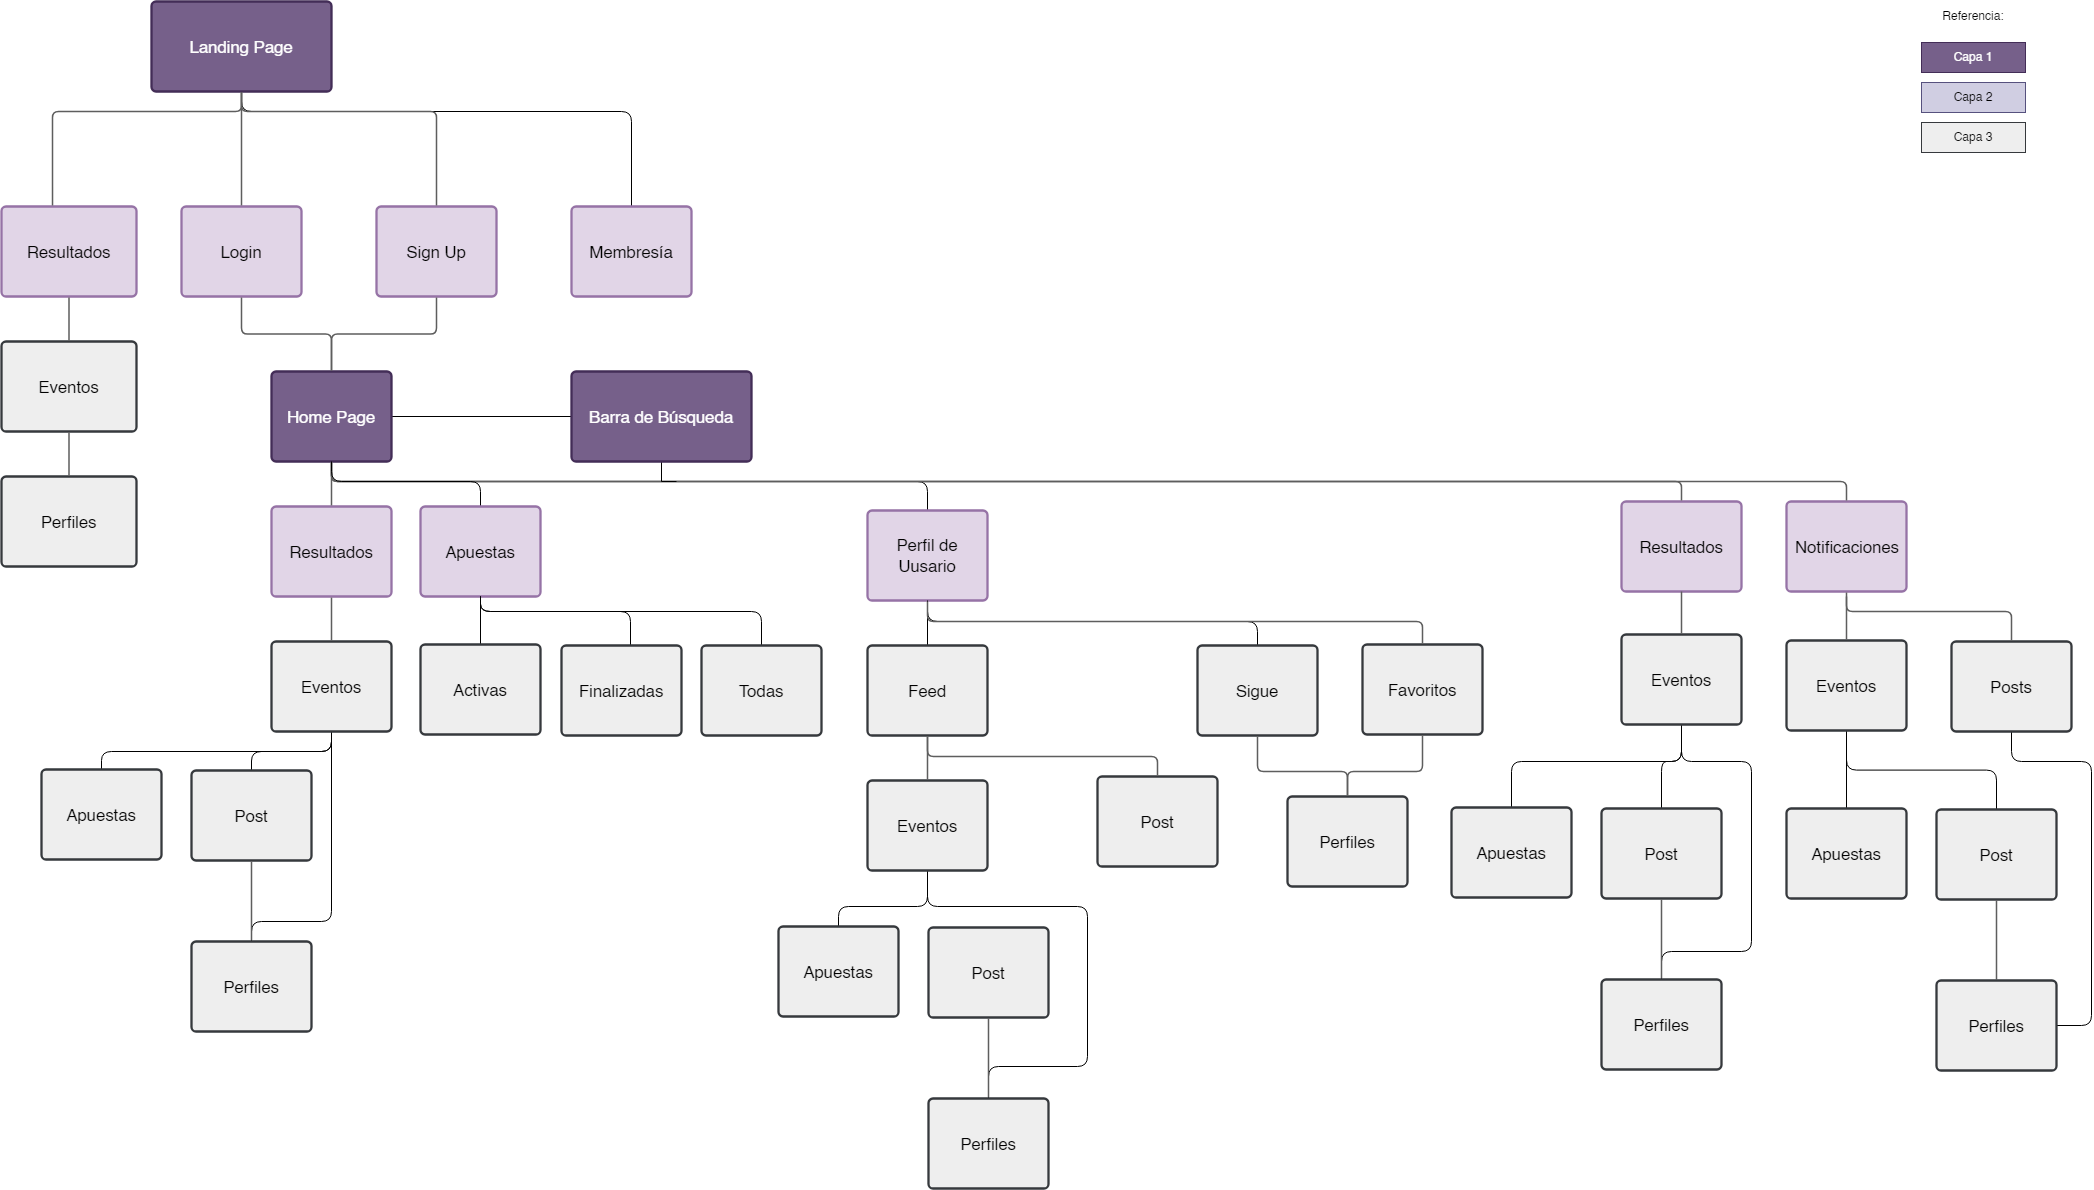 Referencia:
Landing Page
Capa 1
Capa 2
Capa 3
Resultados
Login
Sign Up
Membresía
Eventos
Home Page
Barra de Búsqueda
Perfiles
Resultados
Apuestas
Perfil de
Uusario
Resultados
Notificaciones
Eventos
Activas
Finalizadas
Todas
Feed
Sigue
Favoritos
Eventos
Eventos
Posts
Apuestas
Post
Eventos
Post
Perfiles
Apuestas
Post
Apuestas
Post
Perfiles
Apuestas
Post
Perfiles
Perfiles
Perfiles